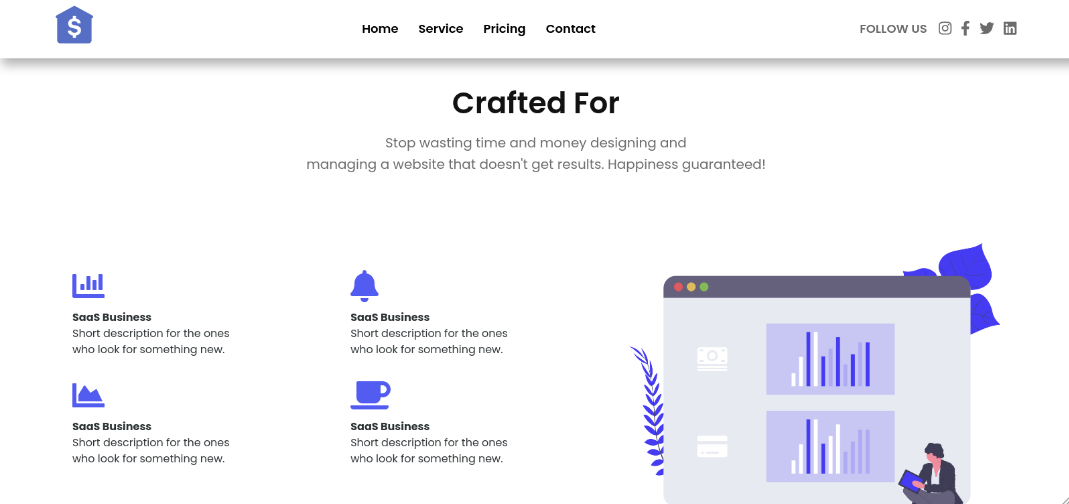 $
Home Service Pricing Contact
FOLLOW US
Crafted For
Stop wasting time and money designing and
managing a website that doesn't get results. Happiness guaranteed!
SaaS Business
Short description for the ones
who look for something new.
SaaS Business
Short description for the ones
who look for something new.
SaaS Business
Short description for the ones
who look for something new.
SaaS Business
Short description for the ones
who look for something new.